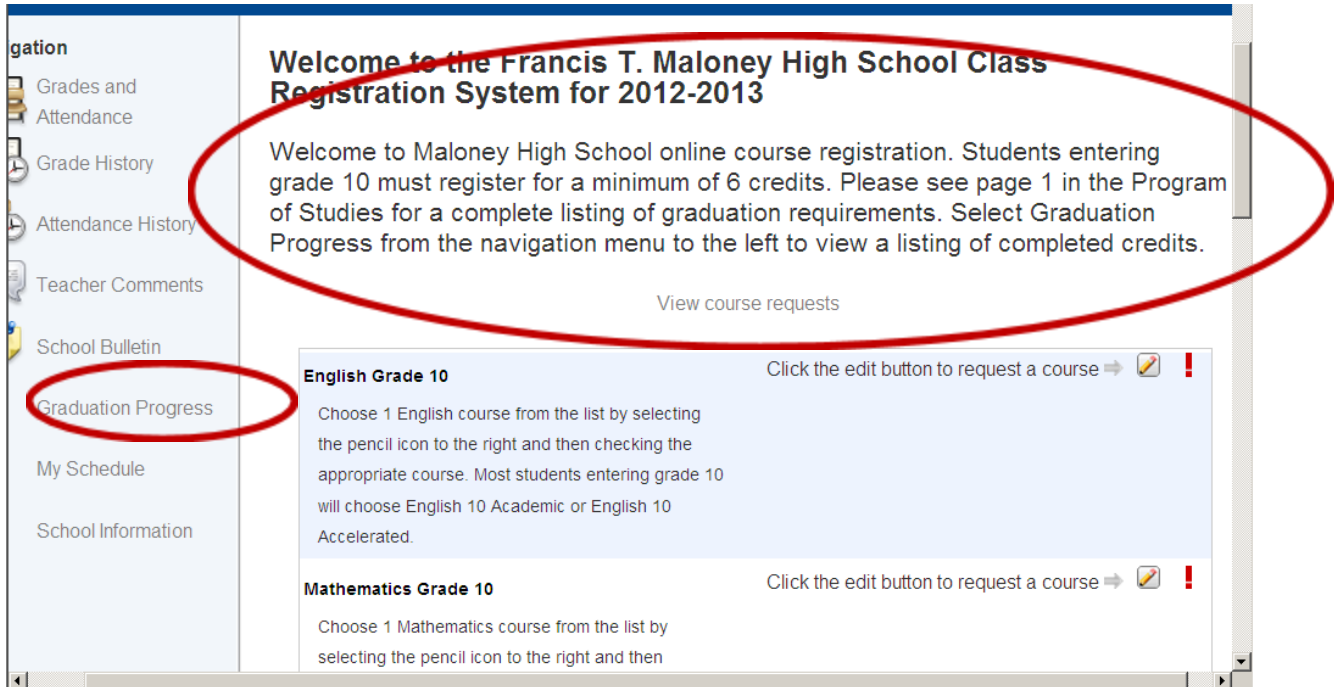 igation
Grades and
Attendance
Grade History
Attendance History
Teacher Comments
School Bulletin
Graduation Progress
My Schedule
School Information
Welcome to the Francis T. Maloney High School Class
Registration System for 2012-2013
Welcome to Maloney High School online course registration. Students entering
grade 10 must register for a minimum of 6 credits. Please see page 1 in the Program
of Studies for a complete listing of graduation requirements. Select Graduation
Progress from the navigation menu to the left to view a listing of completed credits.
View course requests
English Grade 10
Click the edit button to request a course
Choose 1 English course from the list by selecting
the pencil icon to the right and then checking the
appropriate course. Most students entering grade 10
will choose English 10 Academic or English 10
Accelerated.
Mathematics Grade 10
Click the edit button to request a course
Choose 1 Mathematics course from the list by
selecting the pencil icon to the right and then